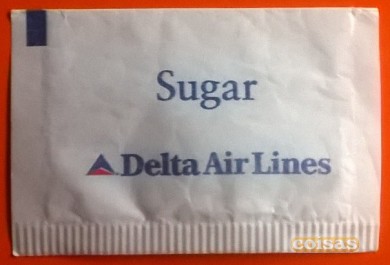 Sugar
Delta Air Lines
coisas